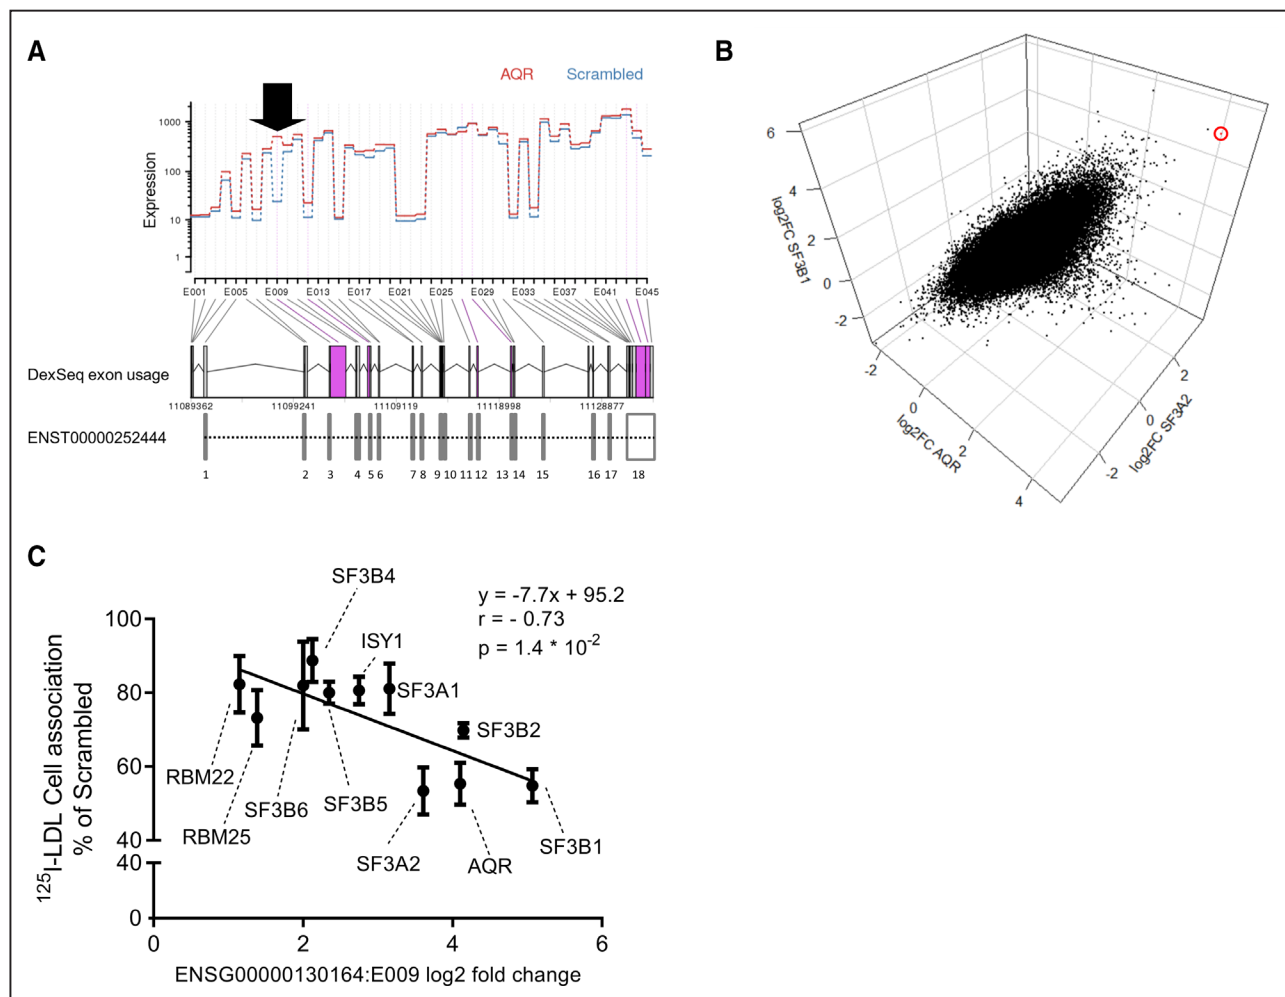 A
AQR Scrambled
Expression
1000
100
10
1
E001 E005 E009 E013 E017 E021 E025 E029 E033 E037 E041 E045
DexSeq exon usage
11089362 11099241 11109119 11118998 11128877
ENST00000252444
1 2 3 4 5 6 7 8 9 10 11 12 13 14 15 16 17 18
B
log2FC SF3B1
6
4
2
0
-2
log2FC AQR
-2
0
2
4
log2FC SF3A2
2
0
-2
C
125I-LDL Cell association
% of Scrambled
100
80
60
40
40
0
0 2 4 6
ENSG00000130164:E009 log2 fold change
y = -7.7x + 95.2
r = - 0.73
p = 1.4 * 10-2
SF3B4
ISY1
SF3A1
SF3B2
RBM22
RBM25
SF3B6
SF3B5
SF3A2
AQR
SF3B1